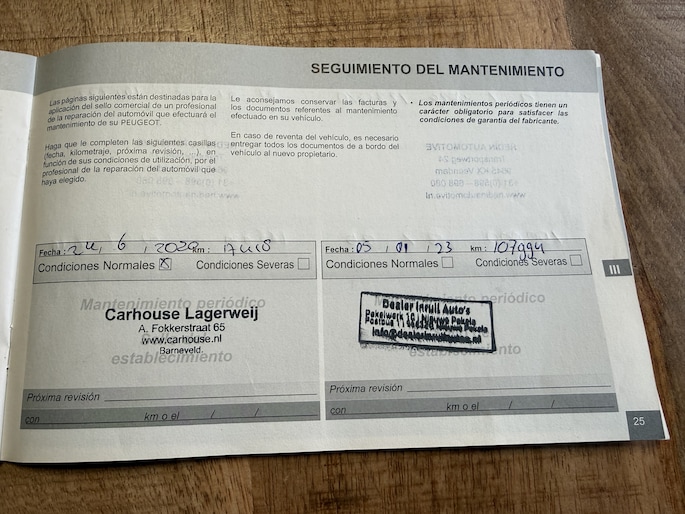 SEGUIMIENTO DEL MANTENIMIENTO
Las páginas siguientes están destinadas para la
aplicación del sello comercial de un profesional
de la reparación del automóvil que efectuará el
mantenimiento de su PEUGEOT.
Haga que le completen las siguientes casillas
(fecha, kilometraje, próxima revisión, ...), en
función de sus condiciones de utilización, por el
profesional de la reparación del automóvil que
haya elegido.
Le aconsejamos conservar las facturas y
los documentos referentes al mantenimiento
efectuado en su vehículo.
En caso de reventa del vehículo, es necesario
entregar todos los documentos de a bordo del
vehículo al nuevo propietario.
• Los mantenimientos periódicos tienen un
carácter obligatorio para satisfacer las
condiciones de garantía del fabricante.
Fecha : 24 / 6 / 2020 km :
Condiciones Normales Condiciones Severas
Mantenimiento periódico
Carhouse Lagerweij
A. Fokkerstraat 65
www.carhouse.nl
Barneveld.
establecimiento
Próxima revisión
con km o el / /
Fecha : 05 / 01 / 23 km : 107994
Condiciones Normales Condiciones Severas
periódico
Dealer Inruil Auto's
Nieuwe Pekela
establecimiento
Próxima revisión
con km o el / /
III
25